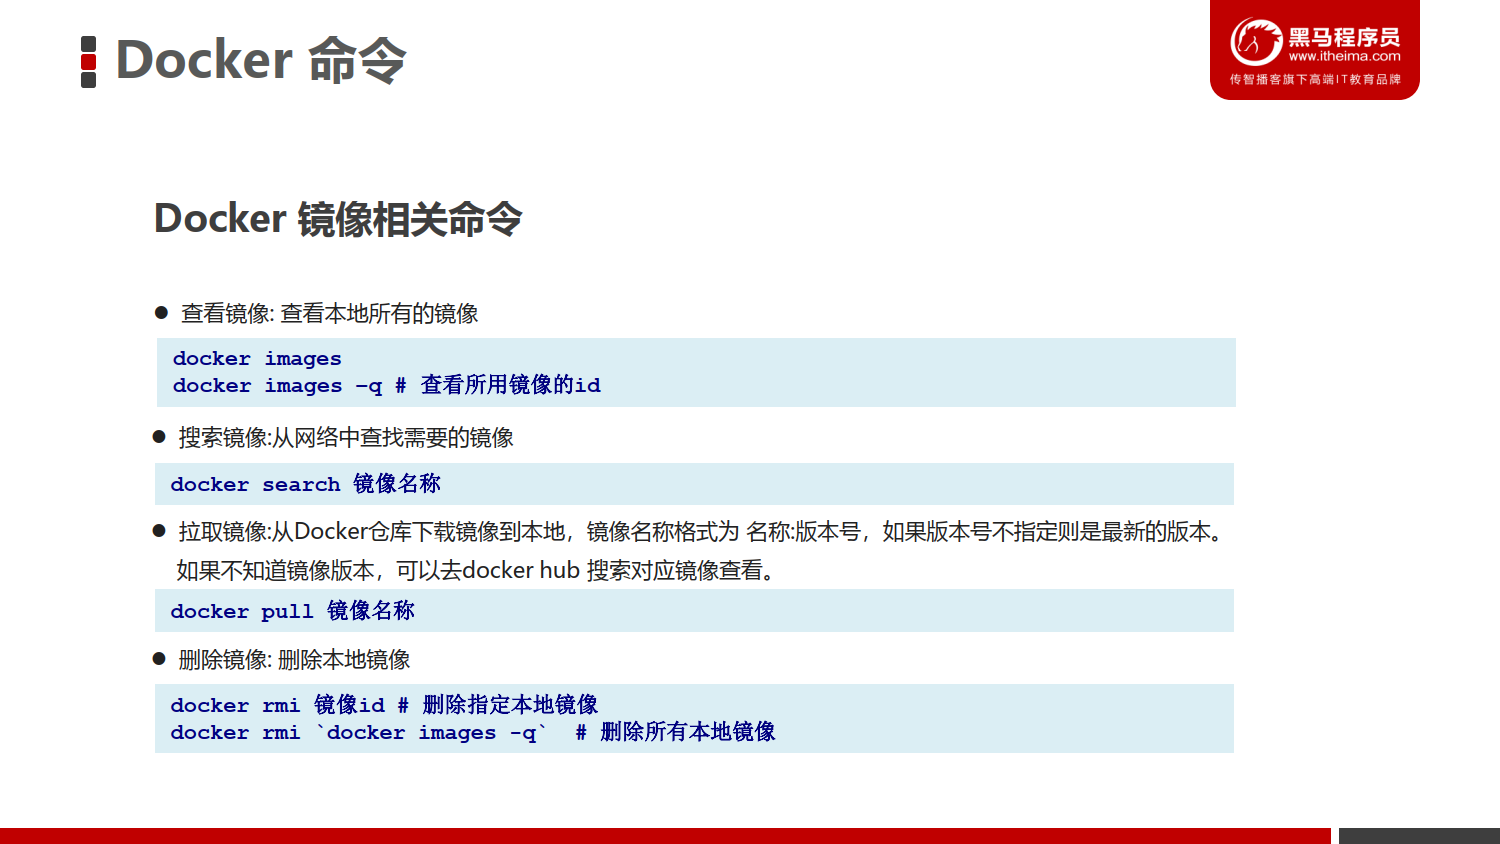 Docker 命令
黑马程序员
www.itheima.com
传智播客旗下高端IT教育品牌
Docker 镜像相关命令
● 查看镜像: 查看本地所有的镜像
docker images
docker images –q # 查看所用镜像的id
● 搜索镜像:从网络中查找需要的镜像
docker search 镜像名称
● 拉取镜像:从Docker仓库下载镜像到本地，镜像名称格式为 名称:版本号，如果版本号不指定则是最新的版本。
如果不知道镜像版本，可以去docker hub 搜索对应镜像查看。
docker pull 镜像名称
● 删除镜像: 删除本地镜像
docker rmi 镜像id # 删除指定本地镜像
docker rmi `docker images -q`  # 删除所有本地镜像